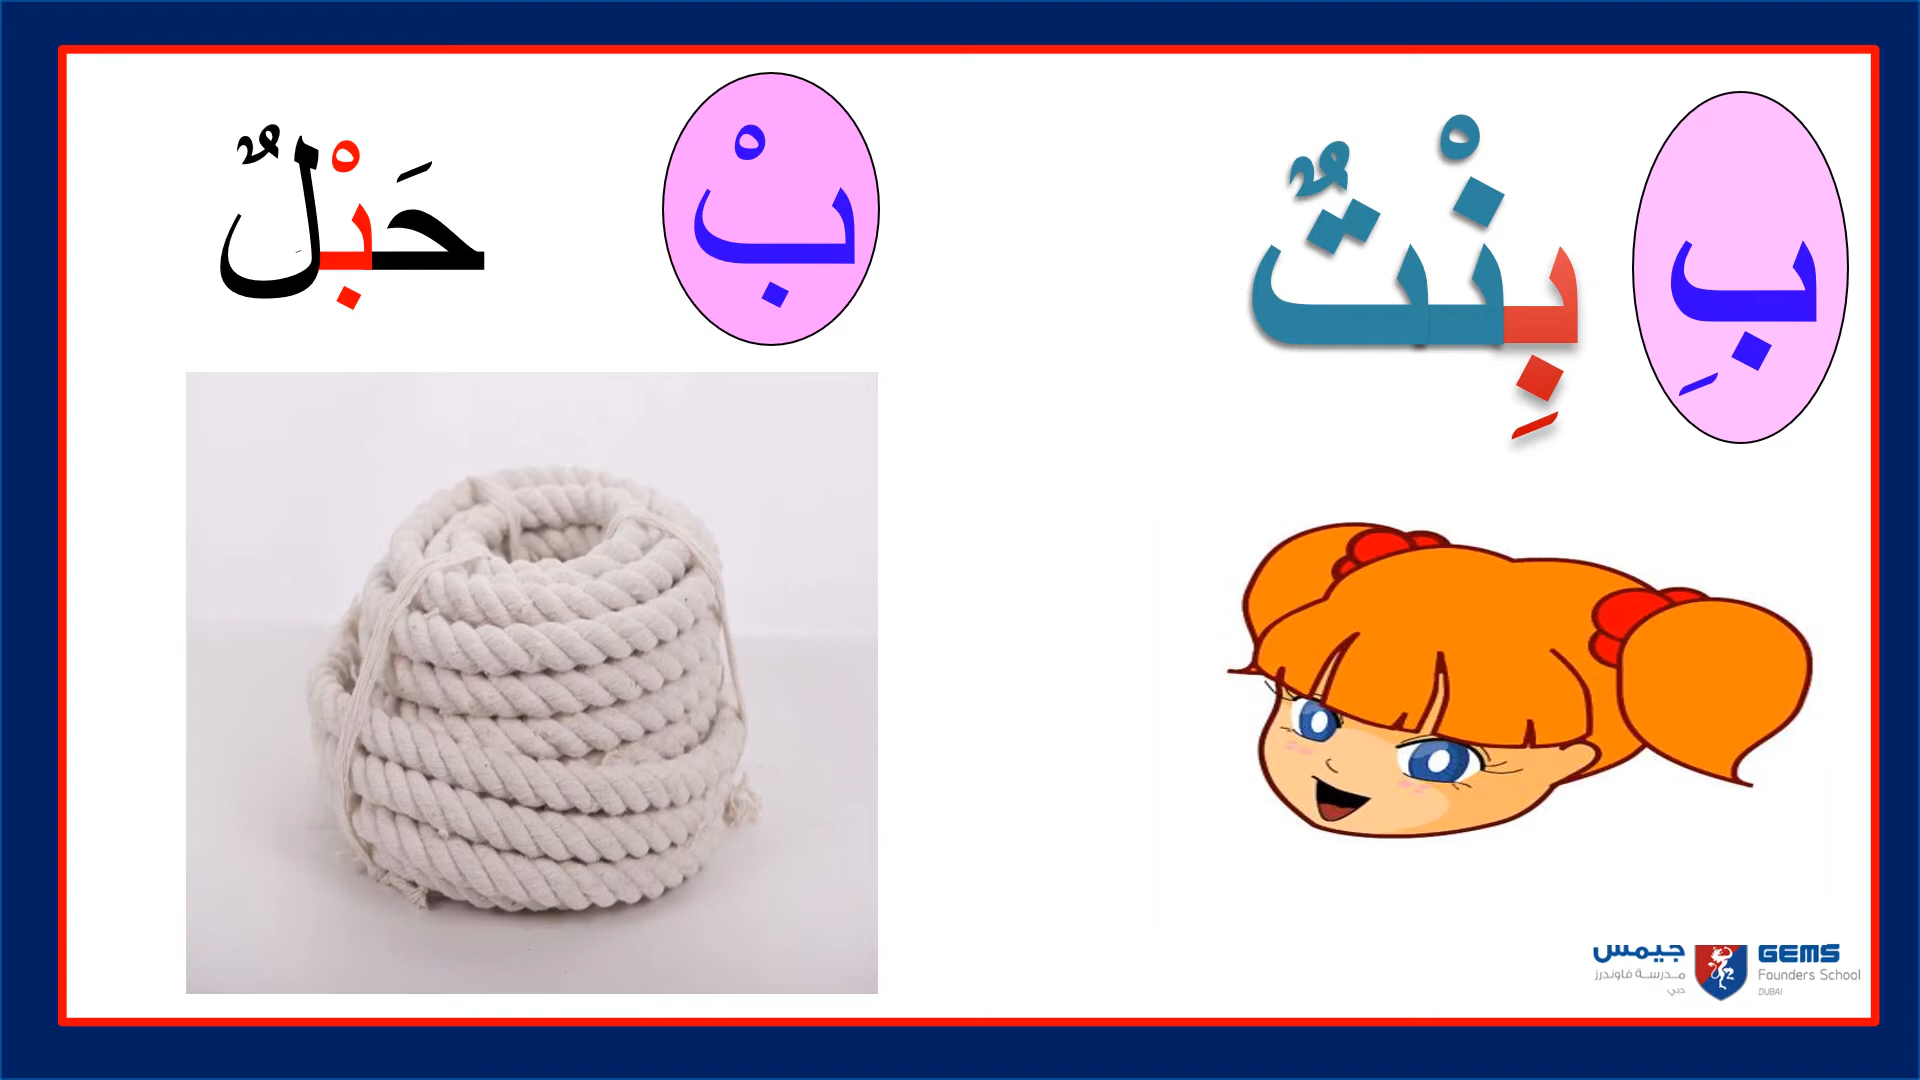 بِ
بِنْتٌ
بْ
حَبْلٌ
جيمس
مدرسة فاوندرز
دبي
GEMS
Founders School
DUBAI